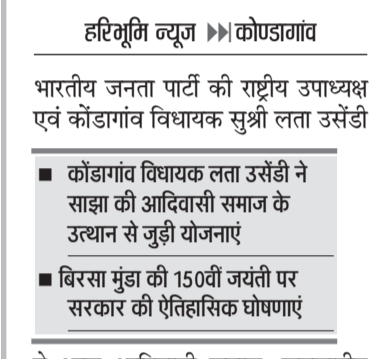 हरिभूमि न्यूज ▶▶| कोण्डागांव
भारतीय जनता पार्टी की राष्ट्रीय उपाध्यक्ष
एवं कोंडागांव विधायक सुश्री लता उसेंडी
■ कोंडागांव विधायक लता उसेंडी ने
साझा की आदिवासी समाज के
उत्थान से जुड़ी योजनाएं
■ बिरसा मुंडा की 150वीं जयंती पर
सरकार की ऐतिहासिक घोषणाएं